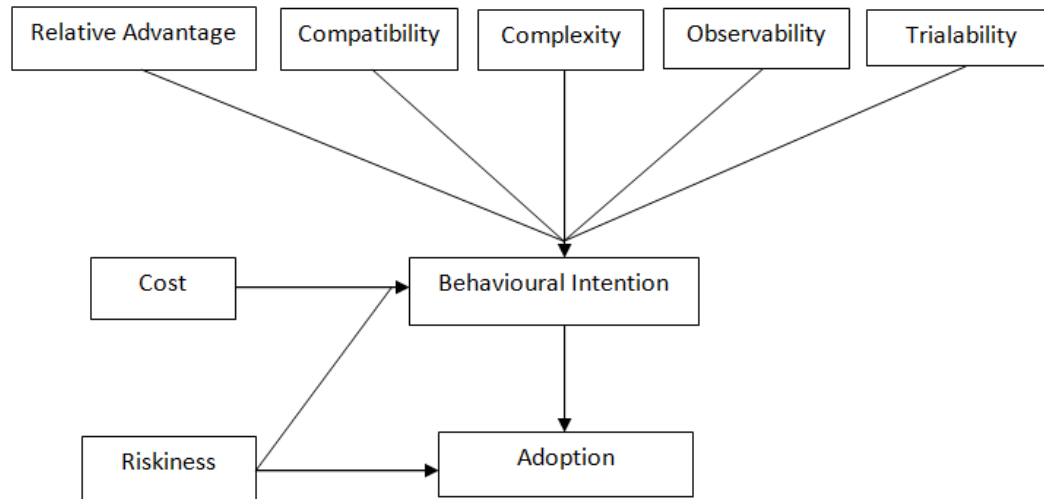 Relative Advantage
Compatibility
Complexity
Observability
Trialability
Cost
Behavioural Intention
Riskiness
Adoption